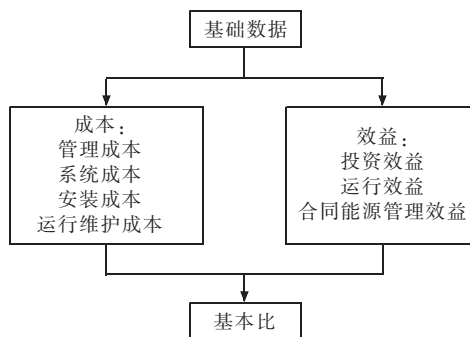 基础数据
成本：
管理成本
系统成本
安装成本
运行维护成本
效益：
投资效益
运行效益
合同能源管理效益
基本比